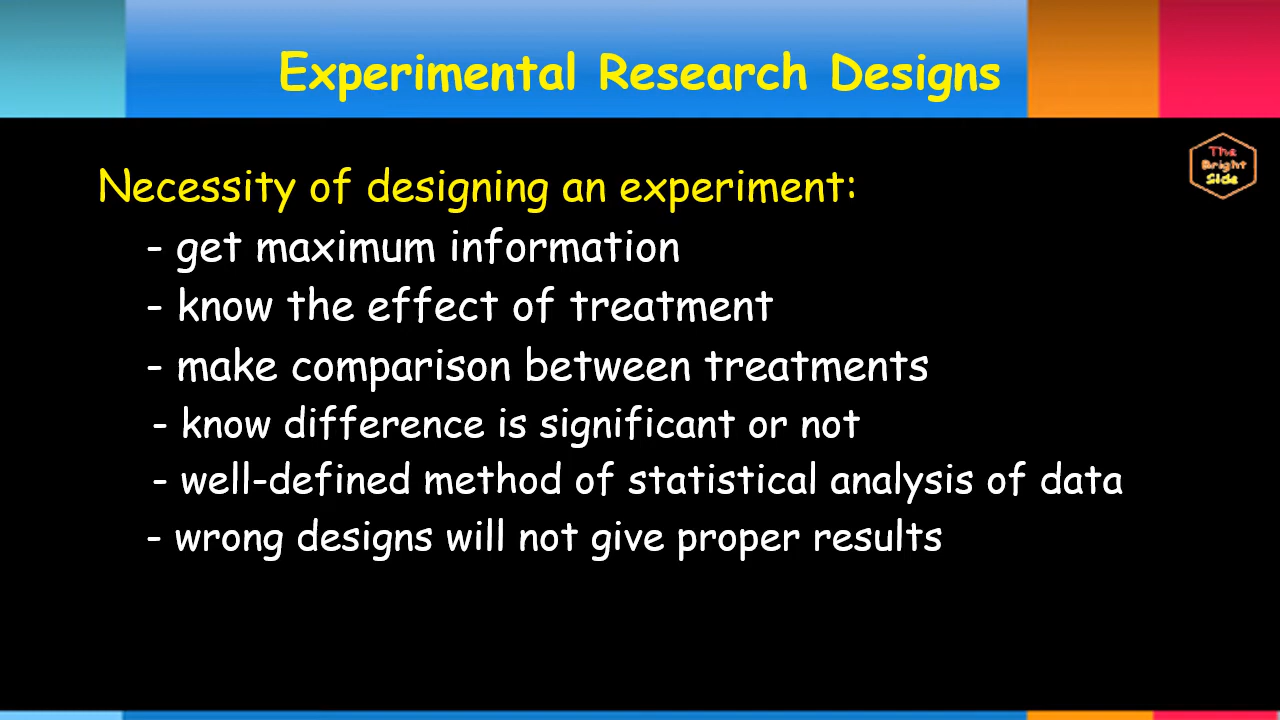 Experimental Research Designs
The
Bright
Side
Necessity of designing an experiment:
- get maximum information
- know the effect of treatment
- make comparison between treatments
- know difference is significant or not
- well-defined method of statistical analysis of data
- wrong designs will not give proper results